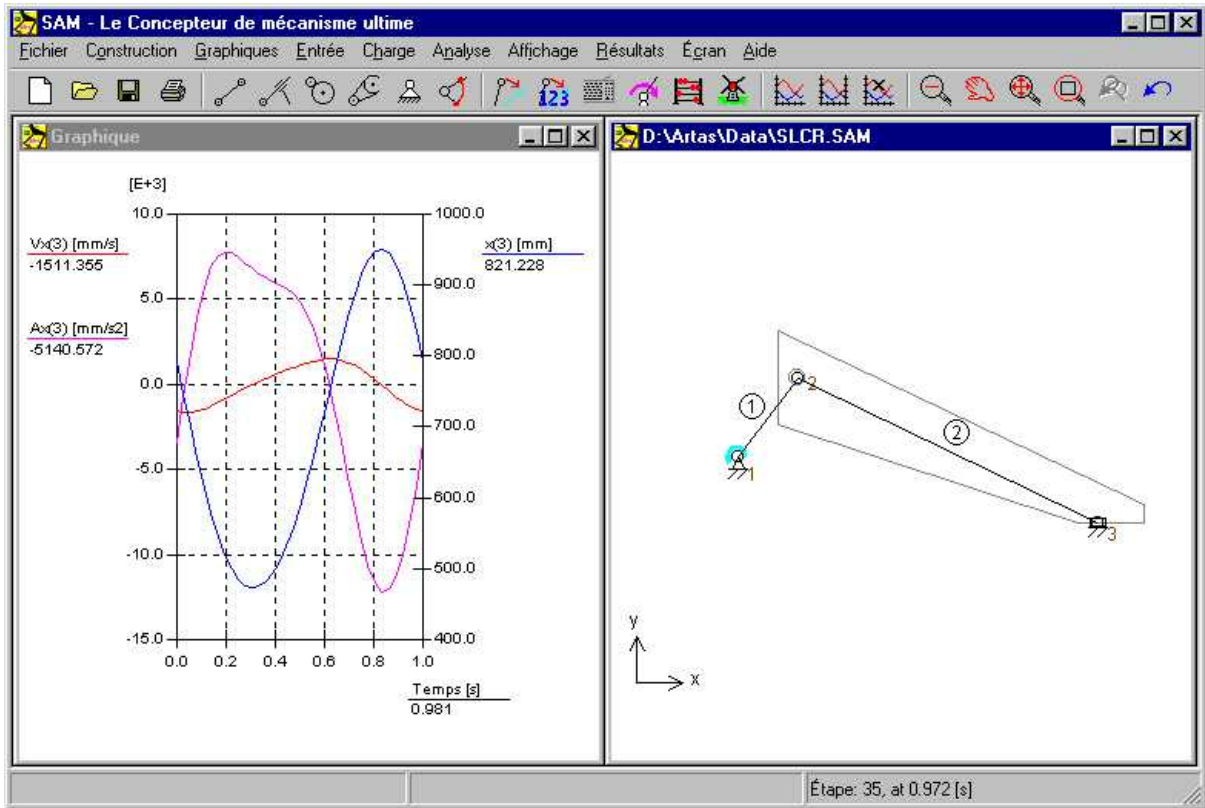 SAM - Le Concepteur de mécanisme ultime
Fichier Construction Graphiques Entrée Charge Analyse Affichage Résultats Écran Aide
123
Graphique
[E+3]
10.0
5.0
0.0
-5.0
-10.0
-15.0
Vx(3) [mm/s]
-1511.355
Ax(3) [mm/s2]
-5140.572
1000.0
900.0
800.0
700.0
600.0
500.0
400.0
x(3) [mm]
821.228
0.0 0.2 0.4 0.6 0.8 1.0
Temps [s]
0.981
D:\Artas\Data\SLCR.SAM
2
1
2
1
3
y
x
Étape: 35, at 0.972 [s]